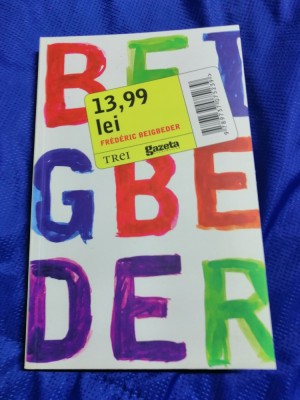 BEI
13,99
lei
FRÉDÉRIC BEIGBEDER
TREI gazeta
GBE
DER